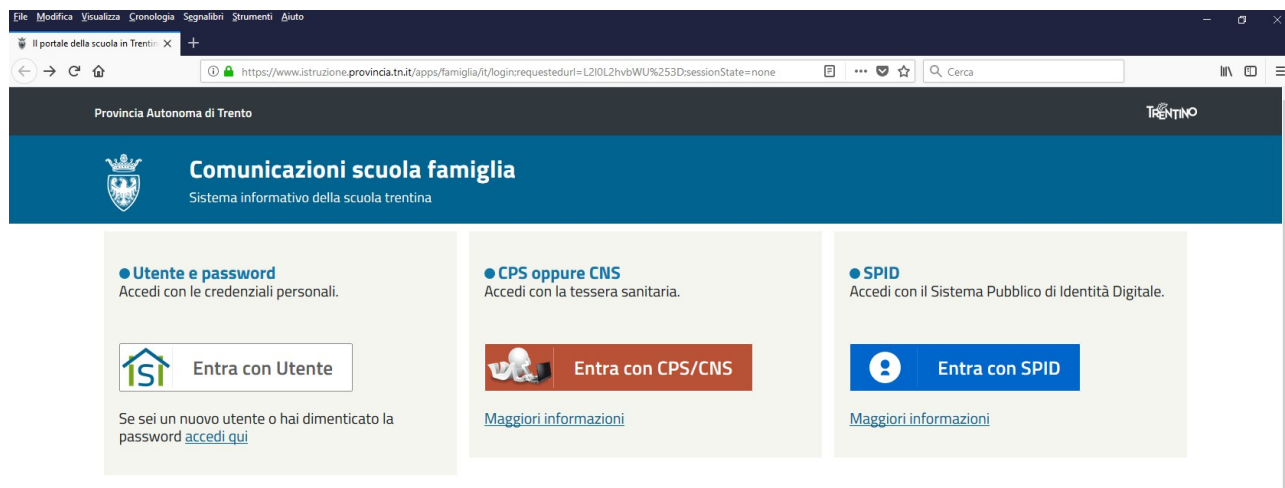 File Modifica Visualizza Cronologia Segnalibri Strumenti Aiuto
Il portale della scuola in Trentin
https://www.istruzione.provincia.tn.it/apps/famiglia/it/login;requestedurl=L2I0L2hvbWU%253D;sessionState=none
Cerca
Provincia Autonoma di Trento
TRENTINO
Comunicazioni scuola famiglia
Sistema informativo della scuola trentina
Utente e password
Accedi con le credenziali personali.
isi
Entra con Utente
Se sei un nuovo utente o hai dimenticato la
password accedi qui
CPS oppure CNS
Accedi con la tessera sanitaria.
Entra con CPS/CNS
Maggiori informazioni
SPID
Accedi con il Sistema Pubblico di Identità Digitale.
Entra con SPID
Maggiori informazioni